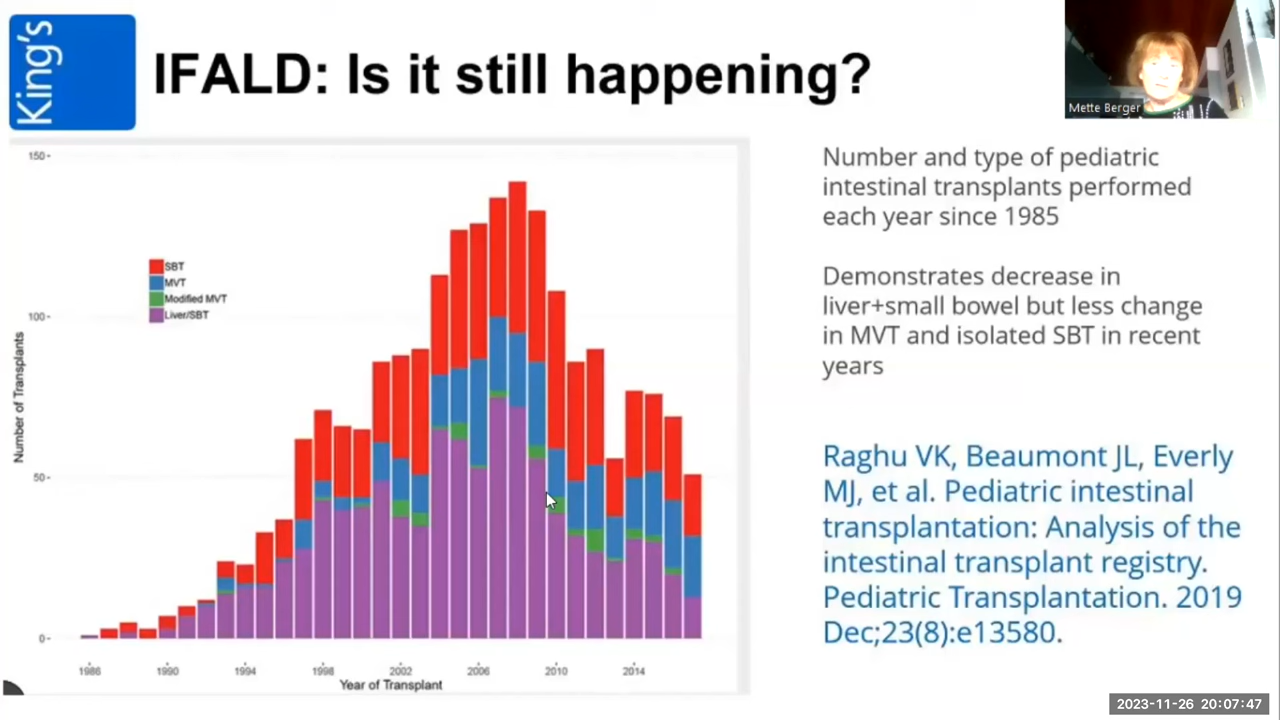 King's
IFALD: Is it still happening?
Mette Berger
150
100
50
0
Number of Transplants
SBT
MVT
Modified MVT
Liver/SBT
1986
1990
1994
1998
2002
2006
2010
2014
Year of Transplant
Number and type of pediatric
intestinal transplants performed
each year since 1985
Demonstrates decrease in
liver+small bowel but less change
in MVT and isolated SBT in recent
years
Raghu VK, Beaumont JL, Everly
MJ, et al. Pediatric intestinal
transplantation: Analysis of the
intestinal transplant registry.
Pediatric Transplantation. 2019
Dec;23(8):e13580.
2023-11-26 20:07:47